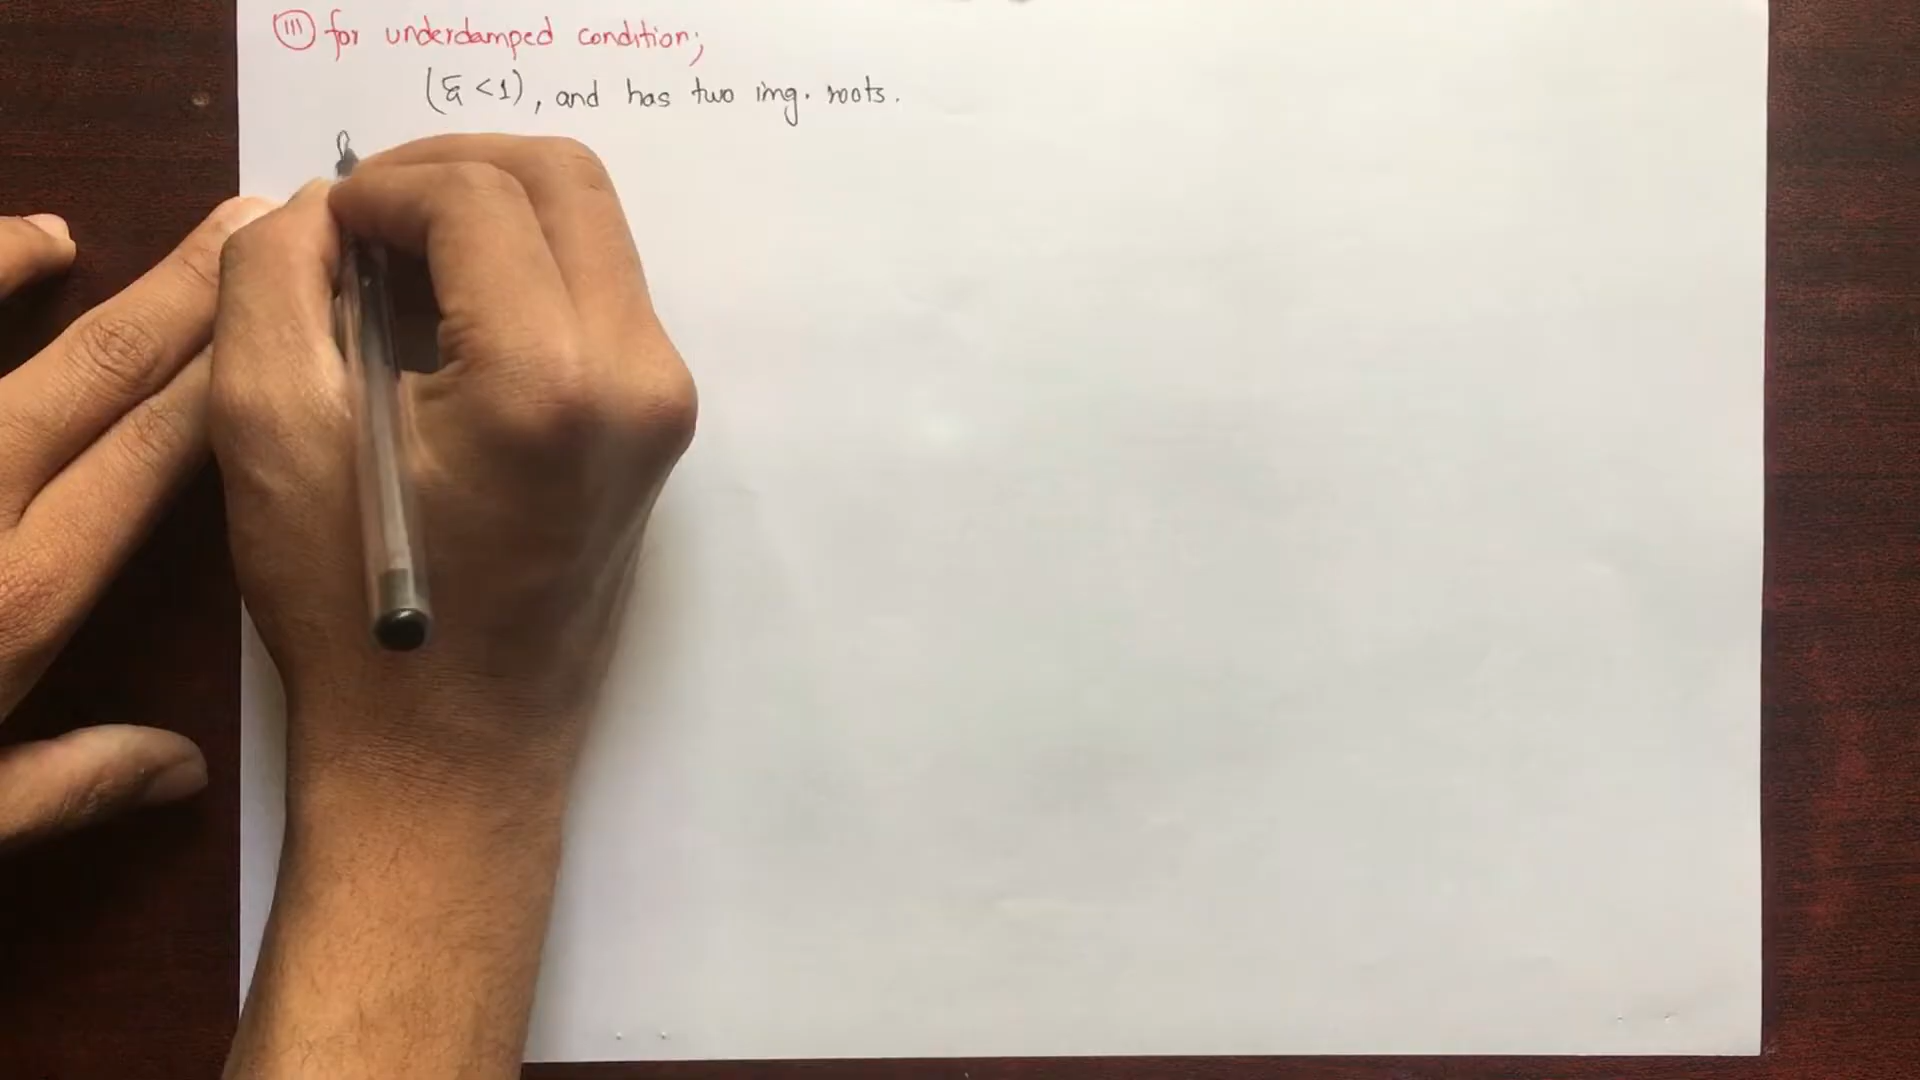 (III) for underdamped condition;
(ξ <1), and has two img. roots.